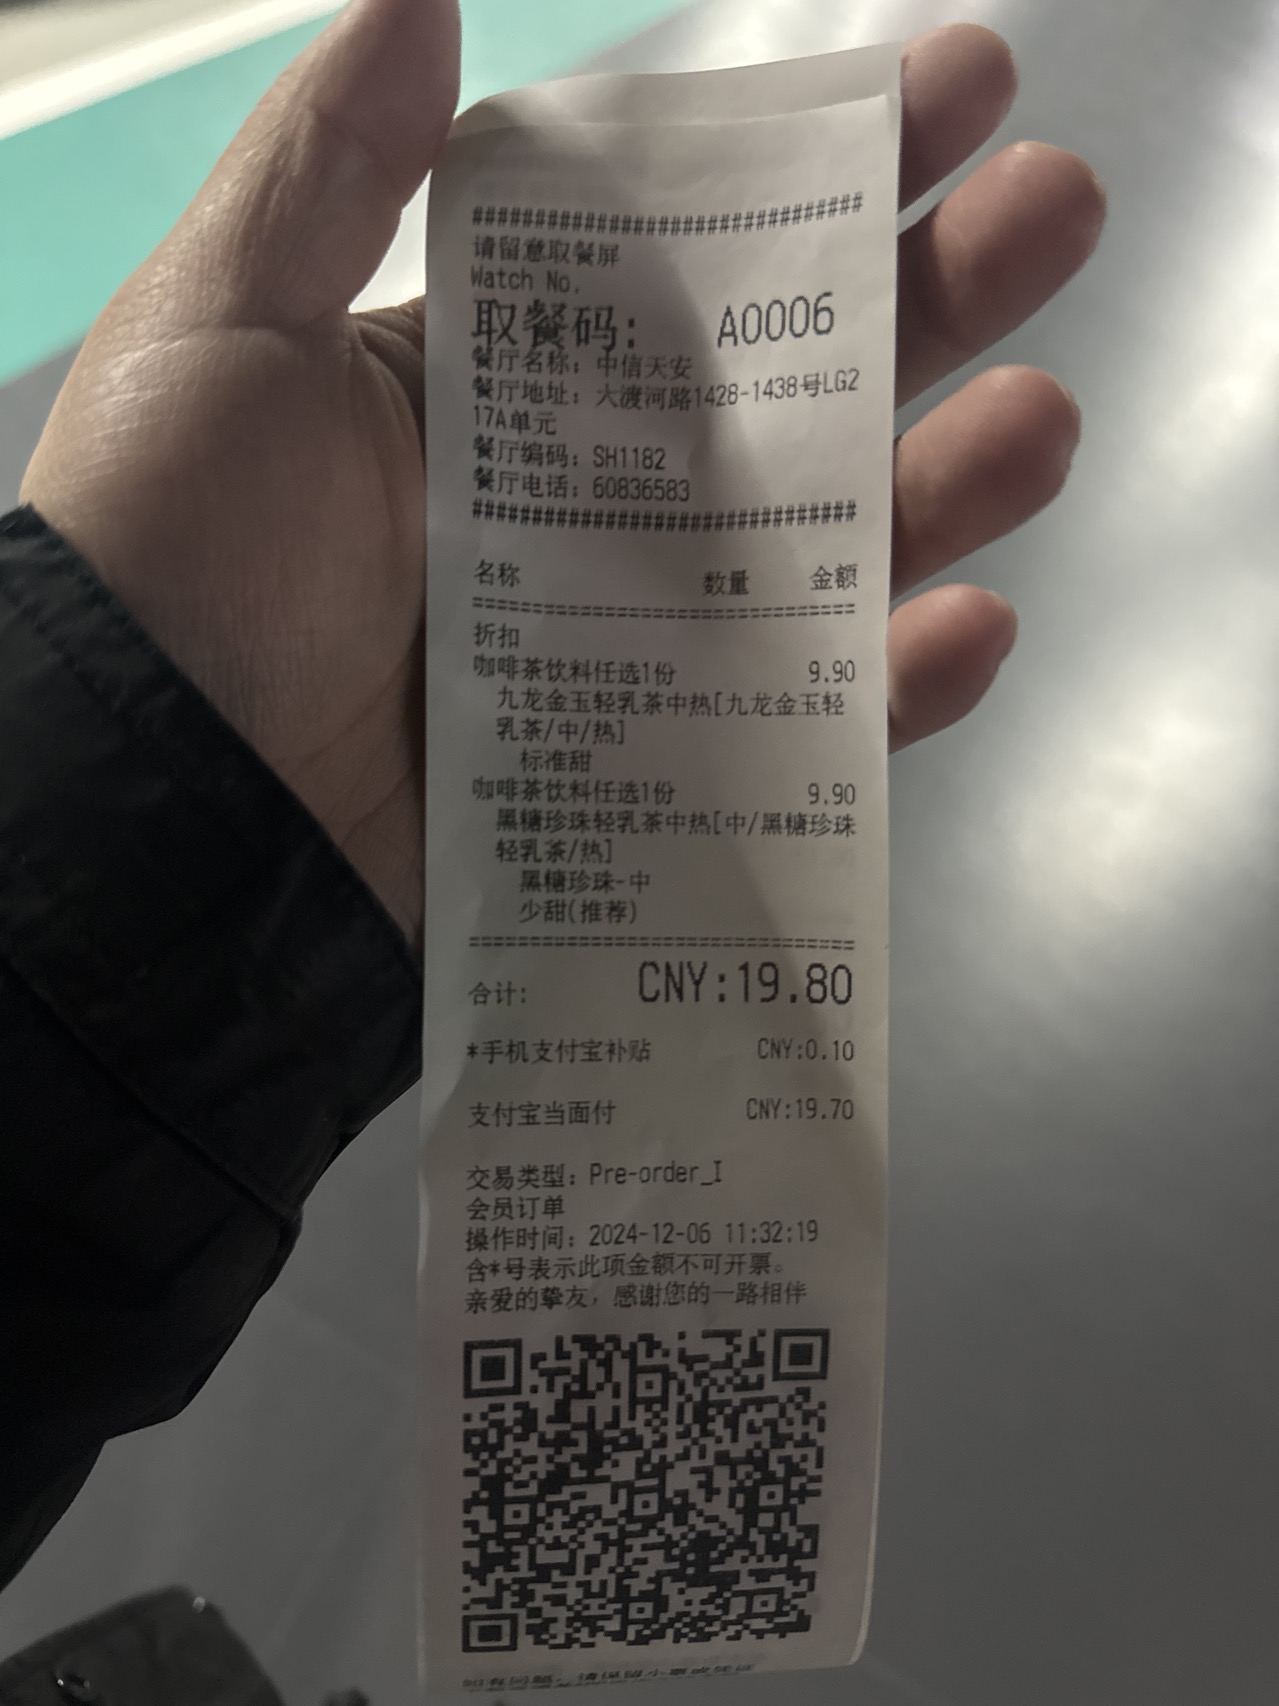 ################################
请留意取餐屏
Watch No.
取餐码: A0006
餐厅名称: 中信天安
餐厅地址: 六渡河路1428-1438号LG2
17A单元
餐厅编码: SH1182
餐厅电话: 60836583
################################
名称 数量 金额
================================
折扣
咖啡茶饮料任选1份 9.90
九龙金玉轻乳茶中热[九龙金玉轻
乳茶/中/热]
标准甜
咖啡茶饮料任选1份 9.90
黑糖珍珠轻乳茶中热[中/黑糖珍珠
轻乳茶/热]
黑糖珍珠-中
少甜(推荐)
================================
合计: CNY:19.80
*手机支付宝补贴 CNY:0.10
支付宝当面付 CNY:19.70
交易类型: Pre-order_I
会员订单
操作时间: 2024-12-06 11:32:19
含*号表示此项金额不可开票。
亲爱的挚友, 感谢您的一路相伴